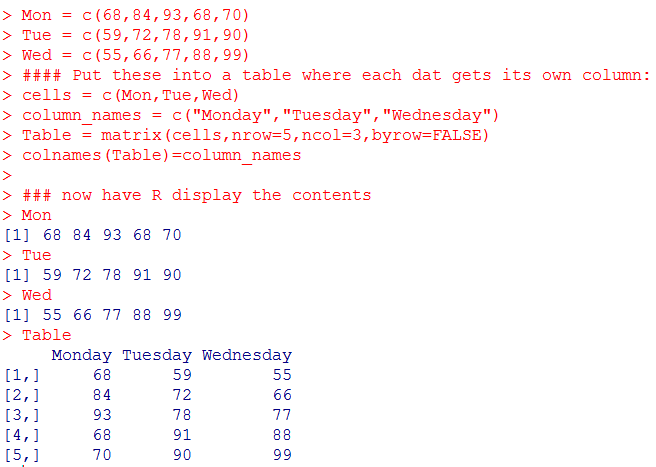 > Mon = c(68,84,93,68,70)
> Tue = c(59,72,78,91,90)
> Wed = c(55,66,77,88,99)
> #### Put these into a table where each dat gets its own column:
> cells = c(Mon,Tue,Wed)
> column_names = c("Monday","Tuesday","Wednesday")
> Table = matrix(cells,nrow=5,ncol=3,byrow=FALSE)
> colnames(Table)=column_names
>
> ### now have R display the contents
> Mon
[1] 68 84 93 68 70
> Tue
[1] 59 72 78 91 90
> Wed
[1] 55 66 77 88 99
> Table
     Monday Tuesday Wednesday
[1,]     68      59        55
[2,]     84      72        66
[3,]     93      78        77
[4,]     68      91        88
[5,]     70      90        99